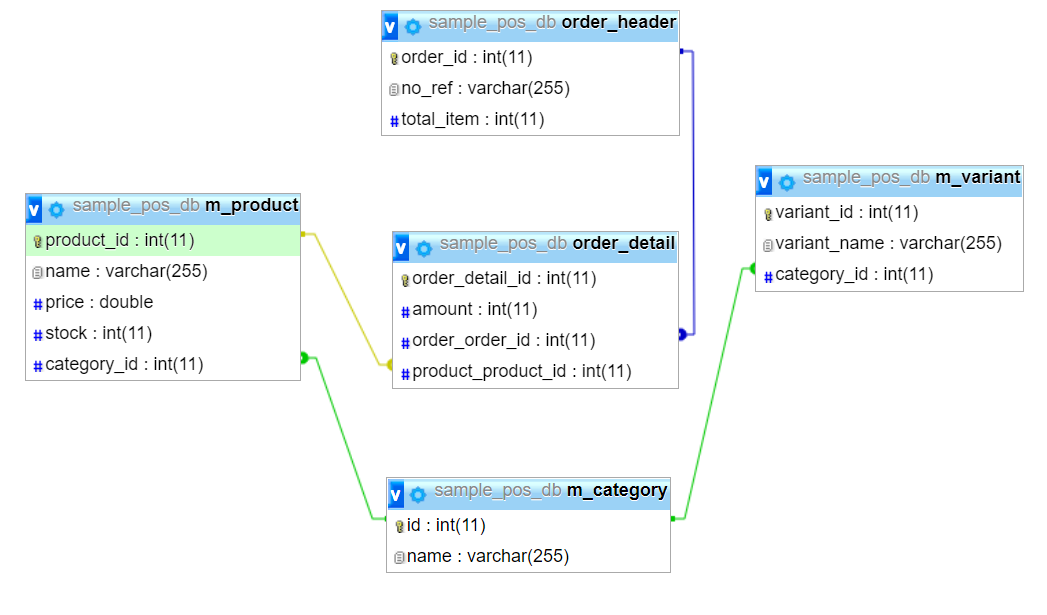 v sample_pos_db order_header
order_id : int(11)
no_ref : varchar(255)
#total_item : int(11)
v sample_pos_db m_product
product_id : int(11)
name : varchar(255)
#price : double
#stock : int(11)
#category_id : int(11)
v sample_pos_db order_detail
order_detail_id : int(11)
#amount : int(11)
#order_order_id : int(11)
#product_product_id : int(11)
v sample_pos_db m_variant
variant_id : int(11)
variant_name : varchar(255)
#category_id : int(11)
v sample_pos_db m_category
id : int(11)
name : varchar(255)